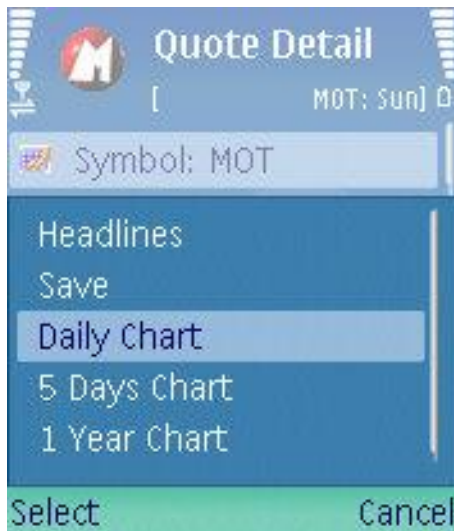 M
Quote Detail
[ MOT: Sun]
Symbol: MOT
Headlines
Save
Daily Chart
5 Days Chart
1 Year Chart
Select Cancel